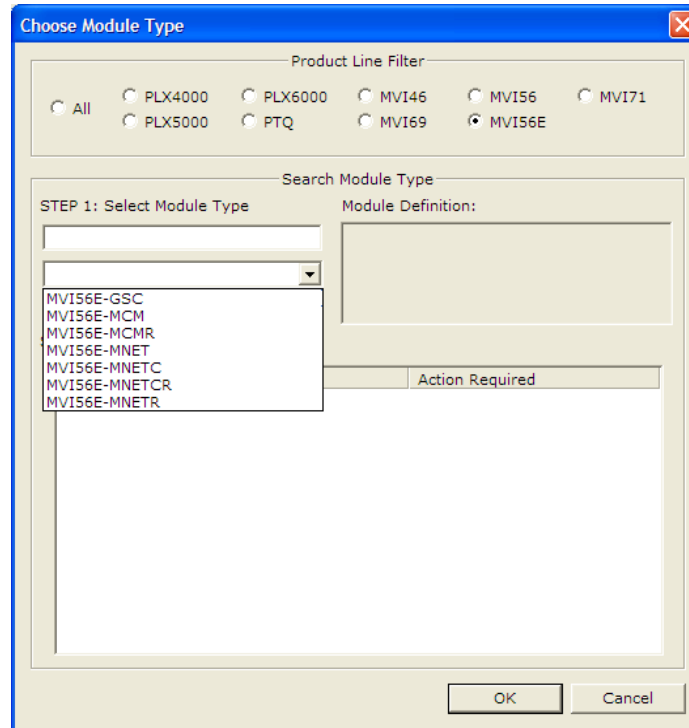 Choose Module Type
Product Line Filter
All
PLX4000
PLX6000
MVI46
MVI56
MVI71
PLX5000
PTQ
MVI69
MVI56E
Search Module Type
STEP 1: Select Module Type
Module Definition:
MVI56E-GSC
MVI56E-MCM
MVI56E-MCMR
MVI56E-MNET
MVI56E-MNETC
MVI56E-MNETCR
MVI56E-MNETR
Action Required
OK
Cancel